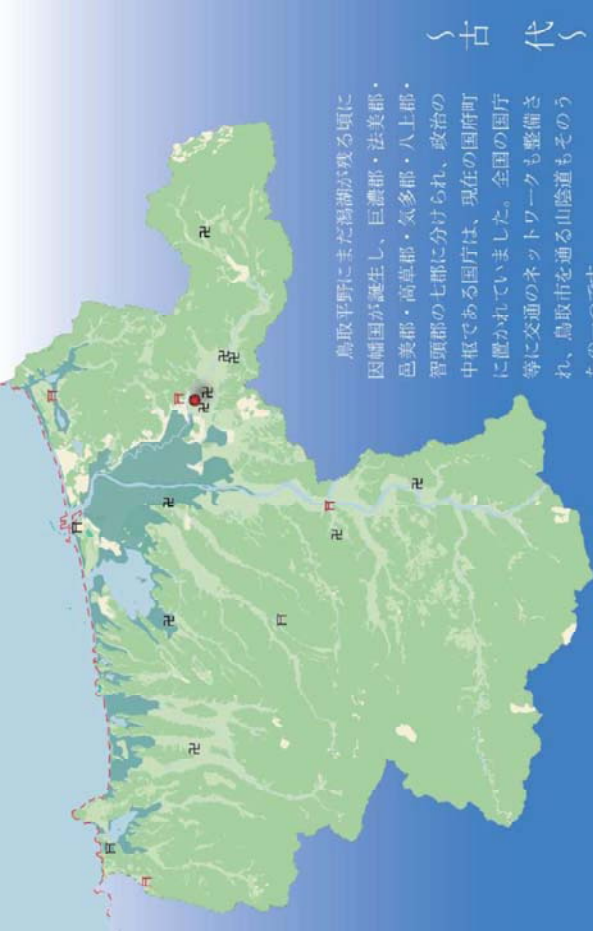 ～古代～
鳥取平野にまだ潟湖が残る頃に
因幡国が誕生し、巨濃郡・法美郡・
邑美郡・高草郡・気多郡・八上郡・
智頭郡の七郡に分けられ、政治の
中枢である国庁は、現在の国府町
に置かれていました。全国の国庁
等に交通のネットワークも整備さ
れ、鳥取市を通る山陰道もそのう